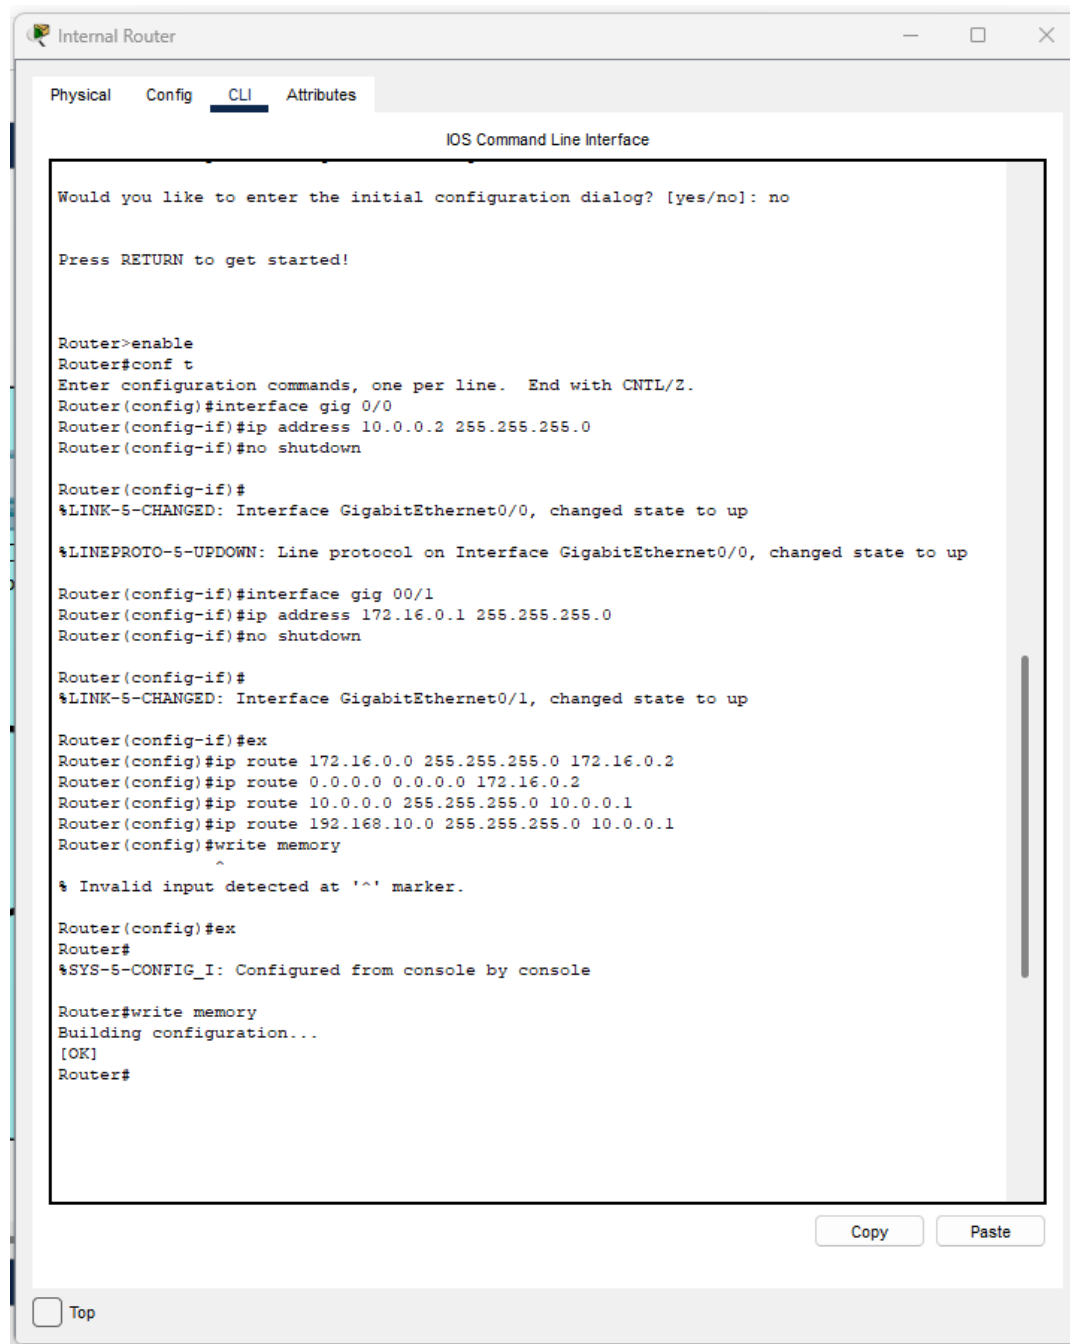 Internal Router
Physical Config CLI Attributes
IOS Command Line Interface
Would you like to enter the initial configuration dialog? [yes/no]: no
Press RETURN to get started!
Router>enable
Router#conf t
Enter configuration commands, one per line.  End with CNTL/Z.
Router(config)#interface gig 0/0
Router(config-if)#ip address 10.0.0.2 255.255.255.0
Router(config-if)#no shutdown
Router(config-if)#
%LINK-5-CHANGED: Interface GigabitEthernet0/0, changed state to up
%LINEPROTO-5-UPDOWN: Line protocol on Interface GigabitEthernet0/0, changed state to up
Router(config-if)#interface gig 00/1
Router(config-if)#ip address 172.16.0.1 255.255.255.0
Router(config-if)#no shutdown
Router(config-if)#
%LINK-5-CHANGED: Interface GigabitEthernet0/1, changed state to up
Router(config-if)#ex
Router(config)#ip route 172.16.0.0 255.255.255.0 172.16.0.2
Router(config)#ip route 0.0.0.0 0.0.0.0 172.16.0.2
Router(config)#ip route 10.0.0.0 255.255.255.0 10.0.0.1
Router(config)#ip route 192.168.10.0 255.255.255.0 10.0.0.1
Router(config)#write memory
^
% Invalid input detected at '^' marker.
Router(config)#ex
Router#
%SYS-5-CONFIG_I: Configured from console by console
Router#write memory
Building configuration...
[OK]
Router#
Copy Paste
Top